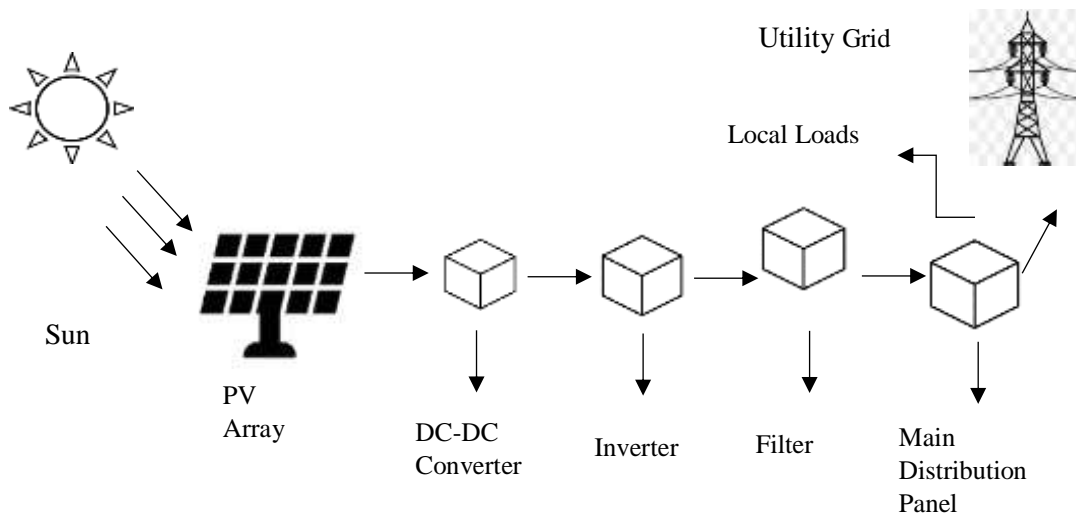 Utility Grid
Local Loads
Sun
PV
Array
DC-DC
Converter
Inverter
Filter
Main
Distribution
Panel